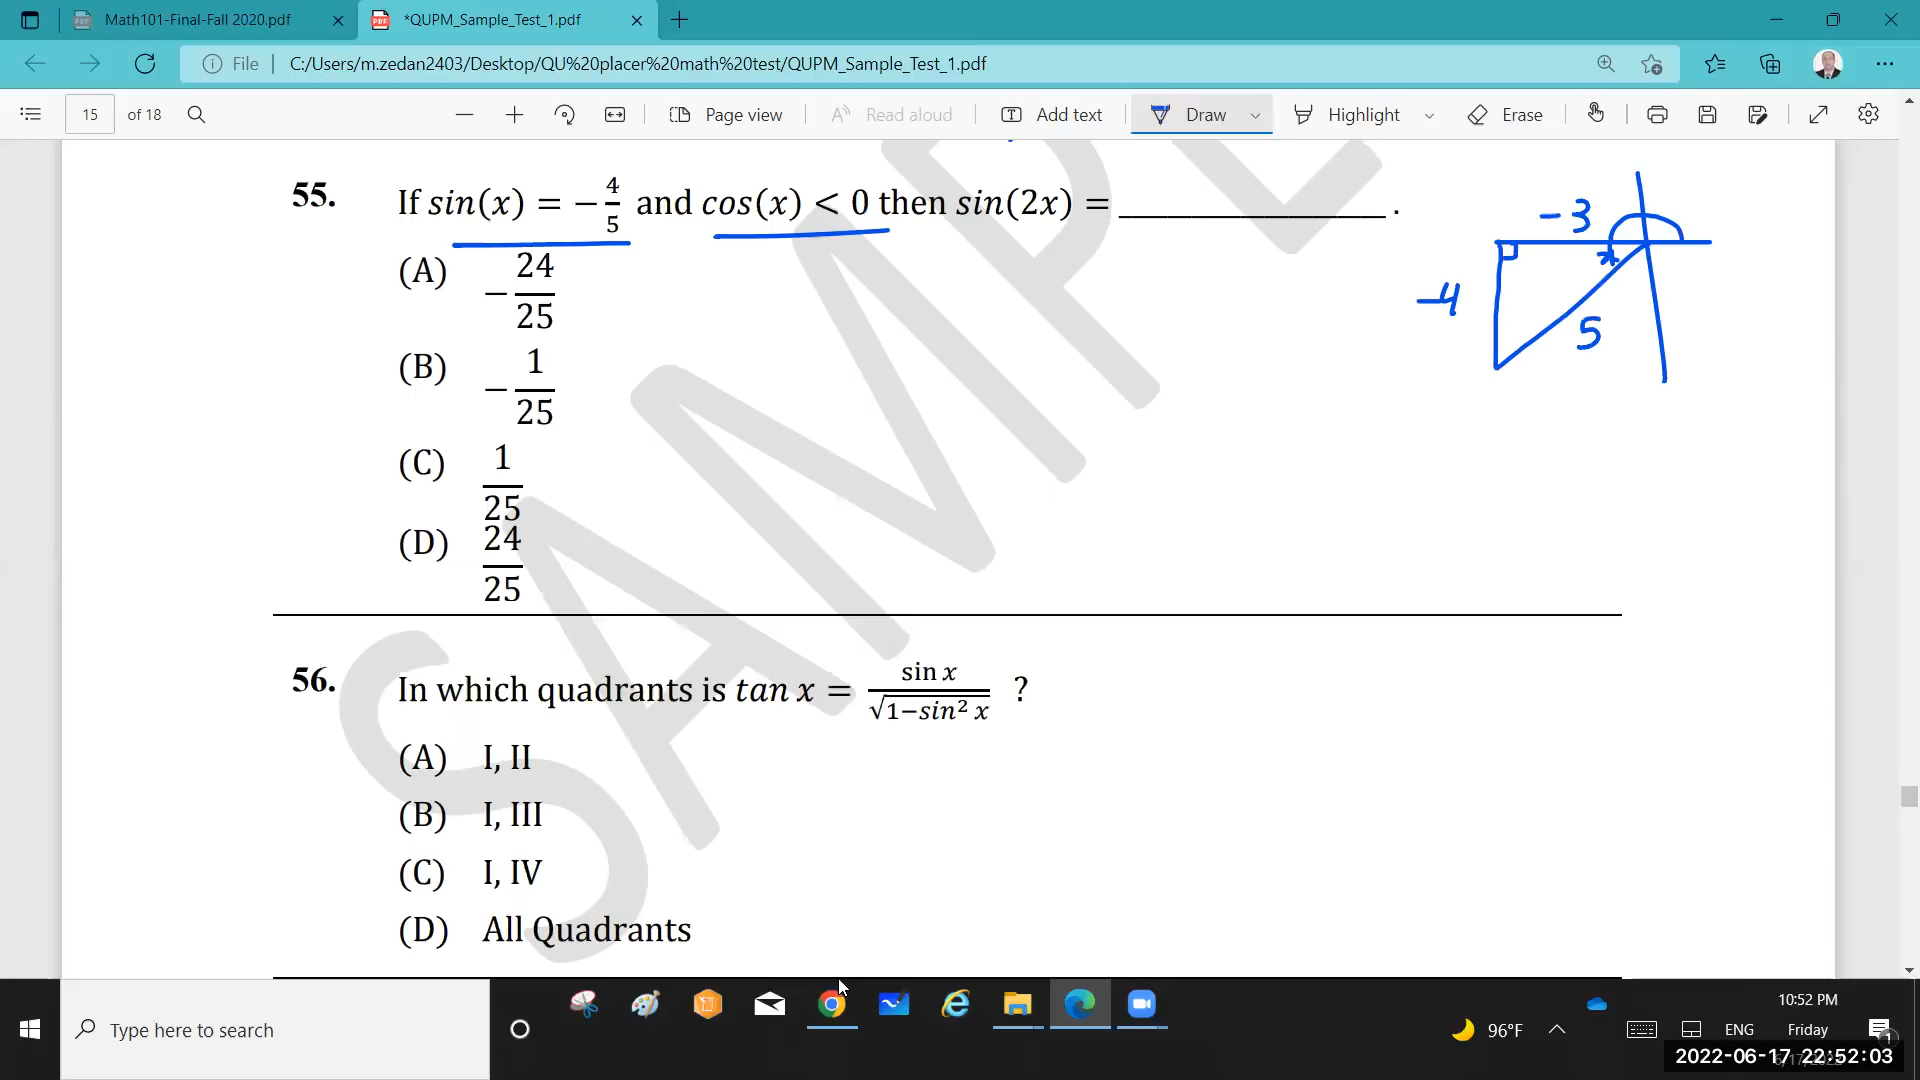 Math101-Final-Fall 2020.pdf
*QUPM_Sample_Test_1.pdf
File
C:/Users/m.zedan2403/Desktop/QU%20placer%20math%20test/QUPM_Sample_Test_1.pdf
15 of 18
Page view
Read aloud
Add text
Draw
Highlight
Erase
55. If sin(x) = −4/5 and cos(x) < 0 then sin(2x) = ______________ .
(A) −24/25
(B) −1/25
(C) 1/25
(D) 24/25
-3
-4
5
x
56. In which quadrants is tan x = sin x/√1−sin² x ?
(A) I, II
(B) I, III
(C) I, IV
(D) All Quadrants
SAMPLE
Type here to search
96°F
ENG
10:52 PM
Friday
1
2022-06-17 22:52:03